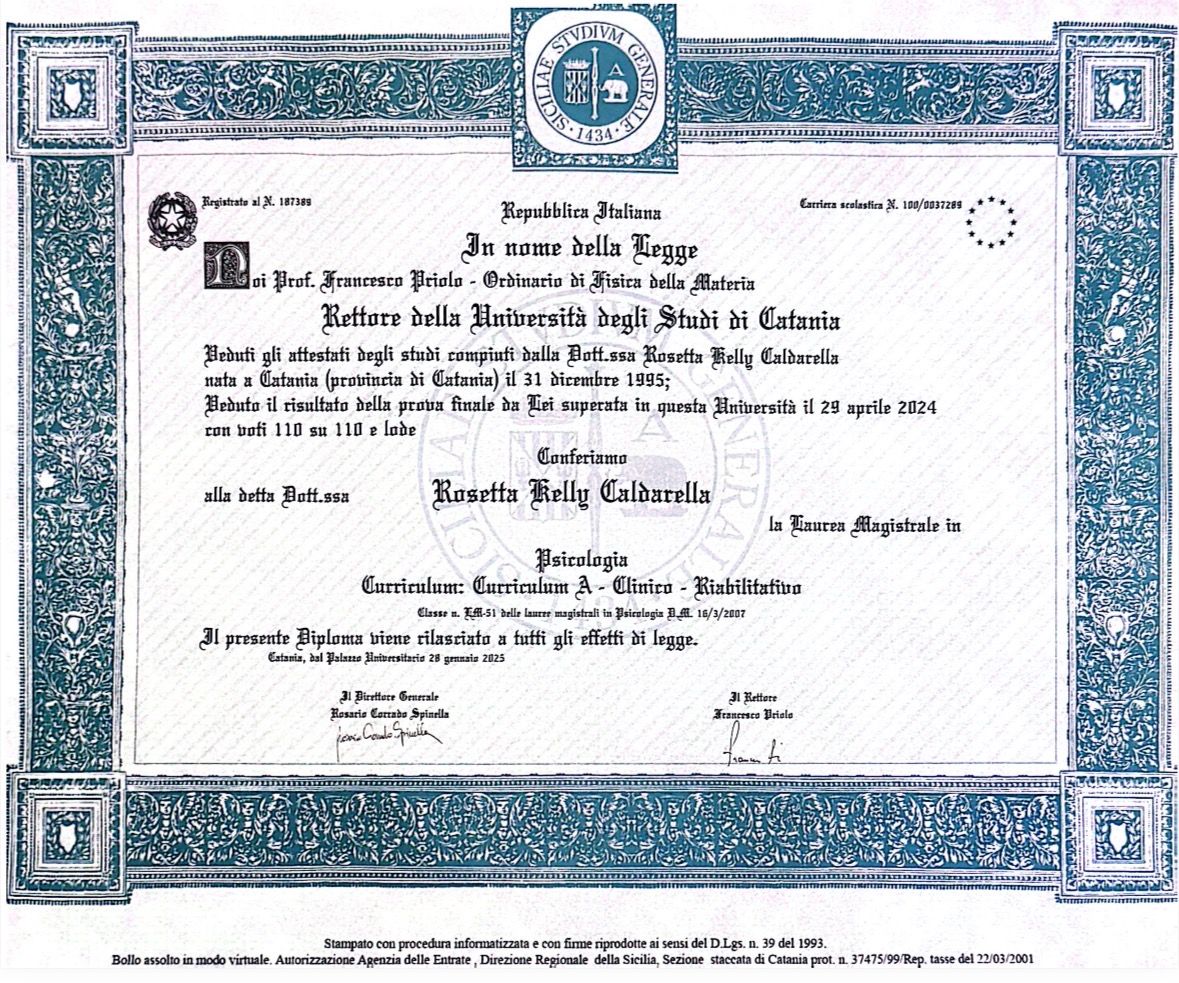 SICILIAE STVDIVM GENERALE
· 1434 ·
Registrato al N. 187389
Carriera scolastica N. 100/0037289
Repubblica Italiana
In nome della Legge
Noi Prof. Francesco Priolo - Ordinario di Fisica della Materia
Rettore della Università degli Studi di Catania
Veduti gli attestati degli studi compiuti dalla Dott.ssa Rosetta Kelly Caldarella
nata a Catania (provincia di Catania) il 31 dicembre 1995;
Veduto il risultato della prova finale da Lei superata in questa Università il 29 aprile 2024
con voti 110 su 110 e lode
Conferiamo
alla detta Dott.ssa Rosetta Kelly Caldarella
la Laurea Magistrale in
Psicologia
Curriculum: Curriculum A - Clinico - Riabilitativo
Classe n. LM-51 delle lauree magistrali in Psicologia D.M. 16/3/2007
Il presente Diploma viene rilasciato a tutti gli effetti di legge.
Catania, dal Palazzo Universitario 28 gennaio 2025
Il Direttore Generale
Rosario Corrado Spinella
Il Rettore
Francesco Priolo
Stampato con procedura informatizzata e con firme riprodotte ai sensi del D.Lgs. n. 39 del 1993.
Bollo assolto in modo virtuale. Autorizzazione Agenzia delle Entrate , Direzione Regionale della Sicilia, Sezione staccata di Catania prot. n. 37475/99/Rep. tasse del 22/03/2001